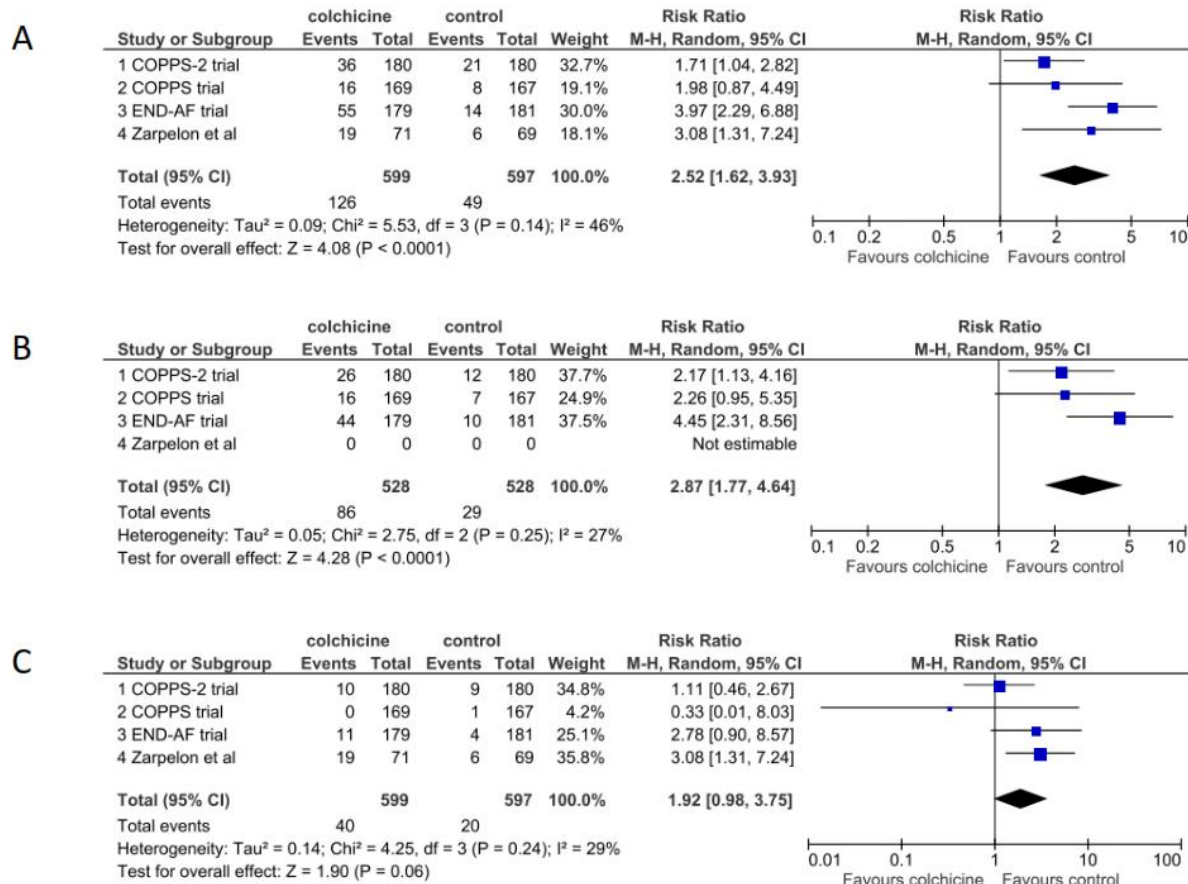 A
colchicine control Risk Ratio Risk Ratio
Study or Subgroup Events Total Events Total Weight M-H, Random, 95% CI M-H, Random, 95% CI
1 COPPS-2 trial 36 180 21 180 32.7% 1.71 [1.04, 2.82]
2 COPPS trial 16 169 8 167 19.1% 1.98 [0.87, 4.49]
3 END-AF trial 55 179 14 181 30.0% 3.97 [2.29, 6.88]
4 Zarpelon et al 19 71 6 69 18.1% 3.08 [1.31, 7.24]
Total (95% CI) 599 597 100.0% 2.52 [1.62, 3.93]
Total events 126 49
Heterogeneity: Tau² = 0.09; Chi² = 5.53, df = 3 (P = 0.14); I² = 46%
Test for overall effect: Z = 4.08 (P < 0.0001)
0.1 0.2 0.5 1 2 5 10
Favours colchicine Favours control
B
colchicine control Risk Ratio Risk Ratio
Study or Subgroup Events Total Events Total Weight M-H, Random, 95% CI M-H, Random, 95% CI
1 COPPS-2 trial 26 180 12 180 37.7% 2.17 [1.13, 4.16]
2 COPPS trial 16 169 7 167 24.9% 2.26 [0.95, 5.35]
3 END-AF trial 44 179 10 181 37.5% 4.45 [2.31, 8.56]
4 Zarpelon et al 0 0 0 0 Not estimable
Total (95% CI) 528 528 100.0% 2.87 [1.77, 4.64]
Total events 86 29
Heterogeneity: Tau² = 0.05; Chi² = 2.75, df = 2 (P = 0.25); I² = 27%
Test for overall effect: Z = 4.28 (P < 0.0001)
0.1 0.2 0.5 1 2 5 10
Favours colchicine Favours control
C
colchicine control Risk Ratio Risk Ratio
Study or Subgroup Events Total Events Total Weight M-H, Random, 95% CI M-H, Random, 95% CI
1 COPPS-2 trial 10 180 9 180 34.8% 1.11 [0.46, 2.67]
2 COPPS trial 0 169 1 167 4.2% 0.33 [0.01, 8.03]
3 END-AF trial 11 179 4 181 25.1% 2.78 [0.90, 8.57]
4 Zarpelon et al 19 71 6 69 35.8% 3.08 [1.31, 7.24]
Total (95% CI) 599 597 100.0% 1.92 [0.98, 3.75]
Total events 40 20
Heterogeneity: Tau² = 0.14; Chi² = 4.25, df = 3 (P = 0.24); I² = 29%
Test for overall effect: Z = 1.90 (P = 0.06)
0.01 0.1 1 10 100
Favours colchicine Favours control